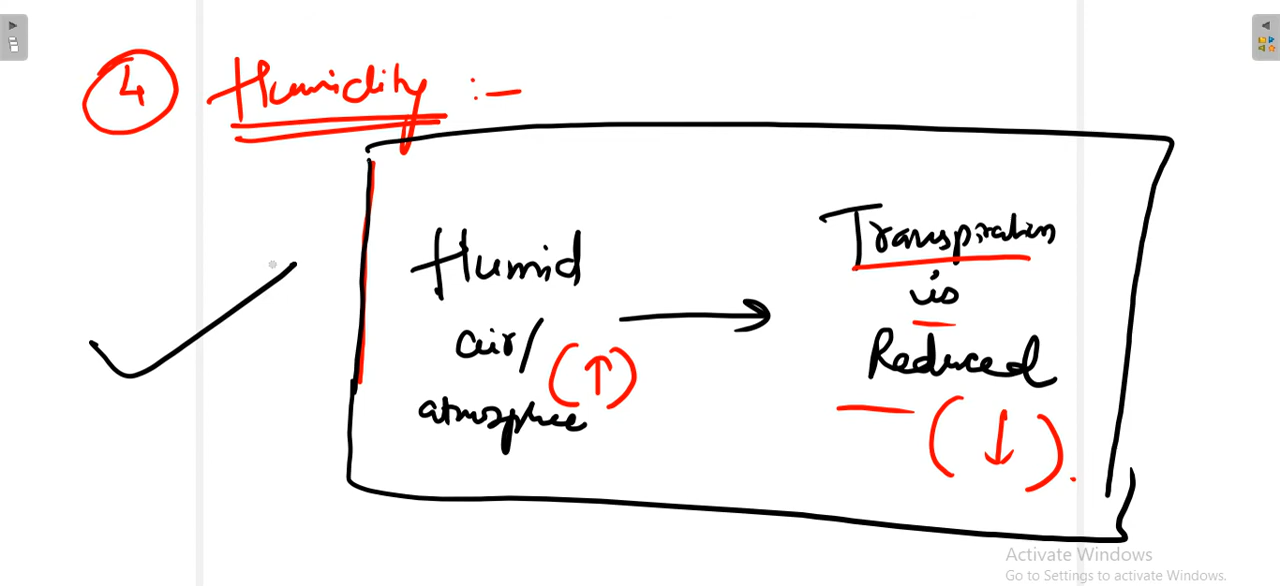 4 Humidity :-
Humid
air/ (↑)
atmosphere
→
Transpiration
is
Reduced
(↓).
Activate Windows
Go to Settings to activate Windows.